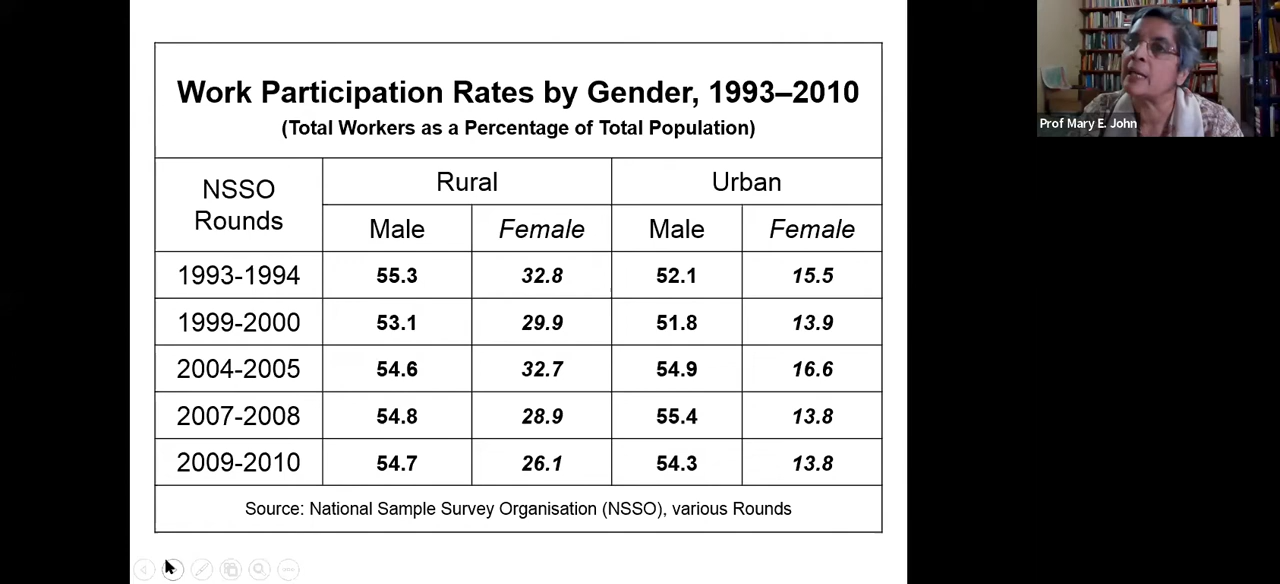 Work Participation Rates by Gender, 1993–2010
(Total Workers as a Percentage of Total Population)
NSSO Rounds
Rural
Urban
Male
Female
Male
Female
1993-1994 55.3 32.8 52.1 15.5
1999-2000 53.1 29.9 51.8 13.9
2004-2005 54.6 32.7 54.9 16.6
2007-2008 54.8 28.9 55.4 13.8
2009-2010 54.7 26.1 54.3 13.8
Source: National Sample Survey Organisation (NSSO), various Rounds
Prof Mary E. John